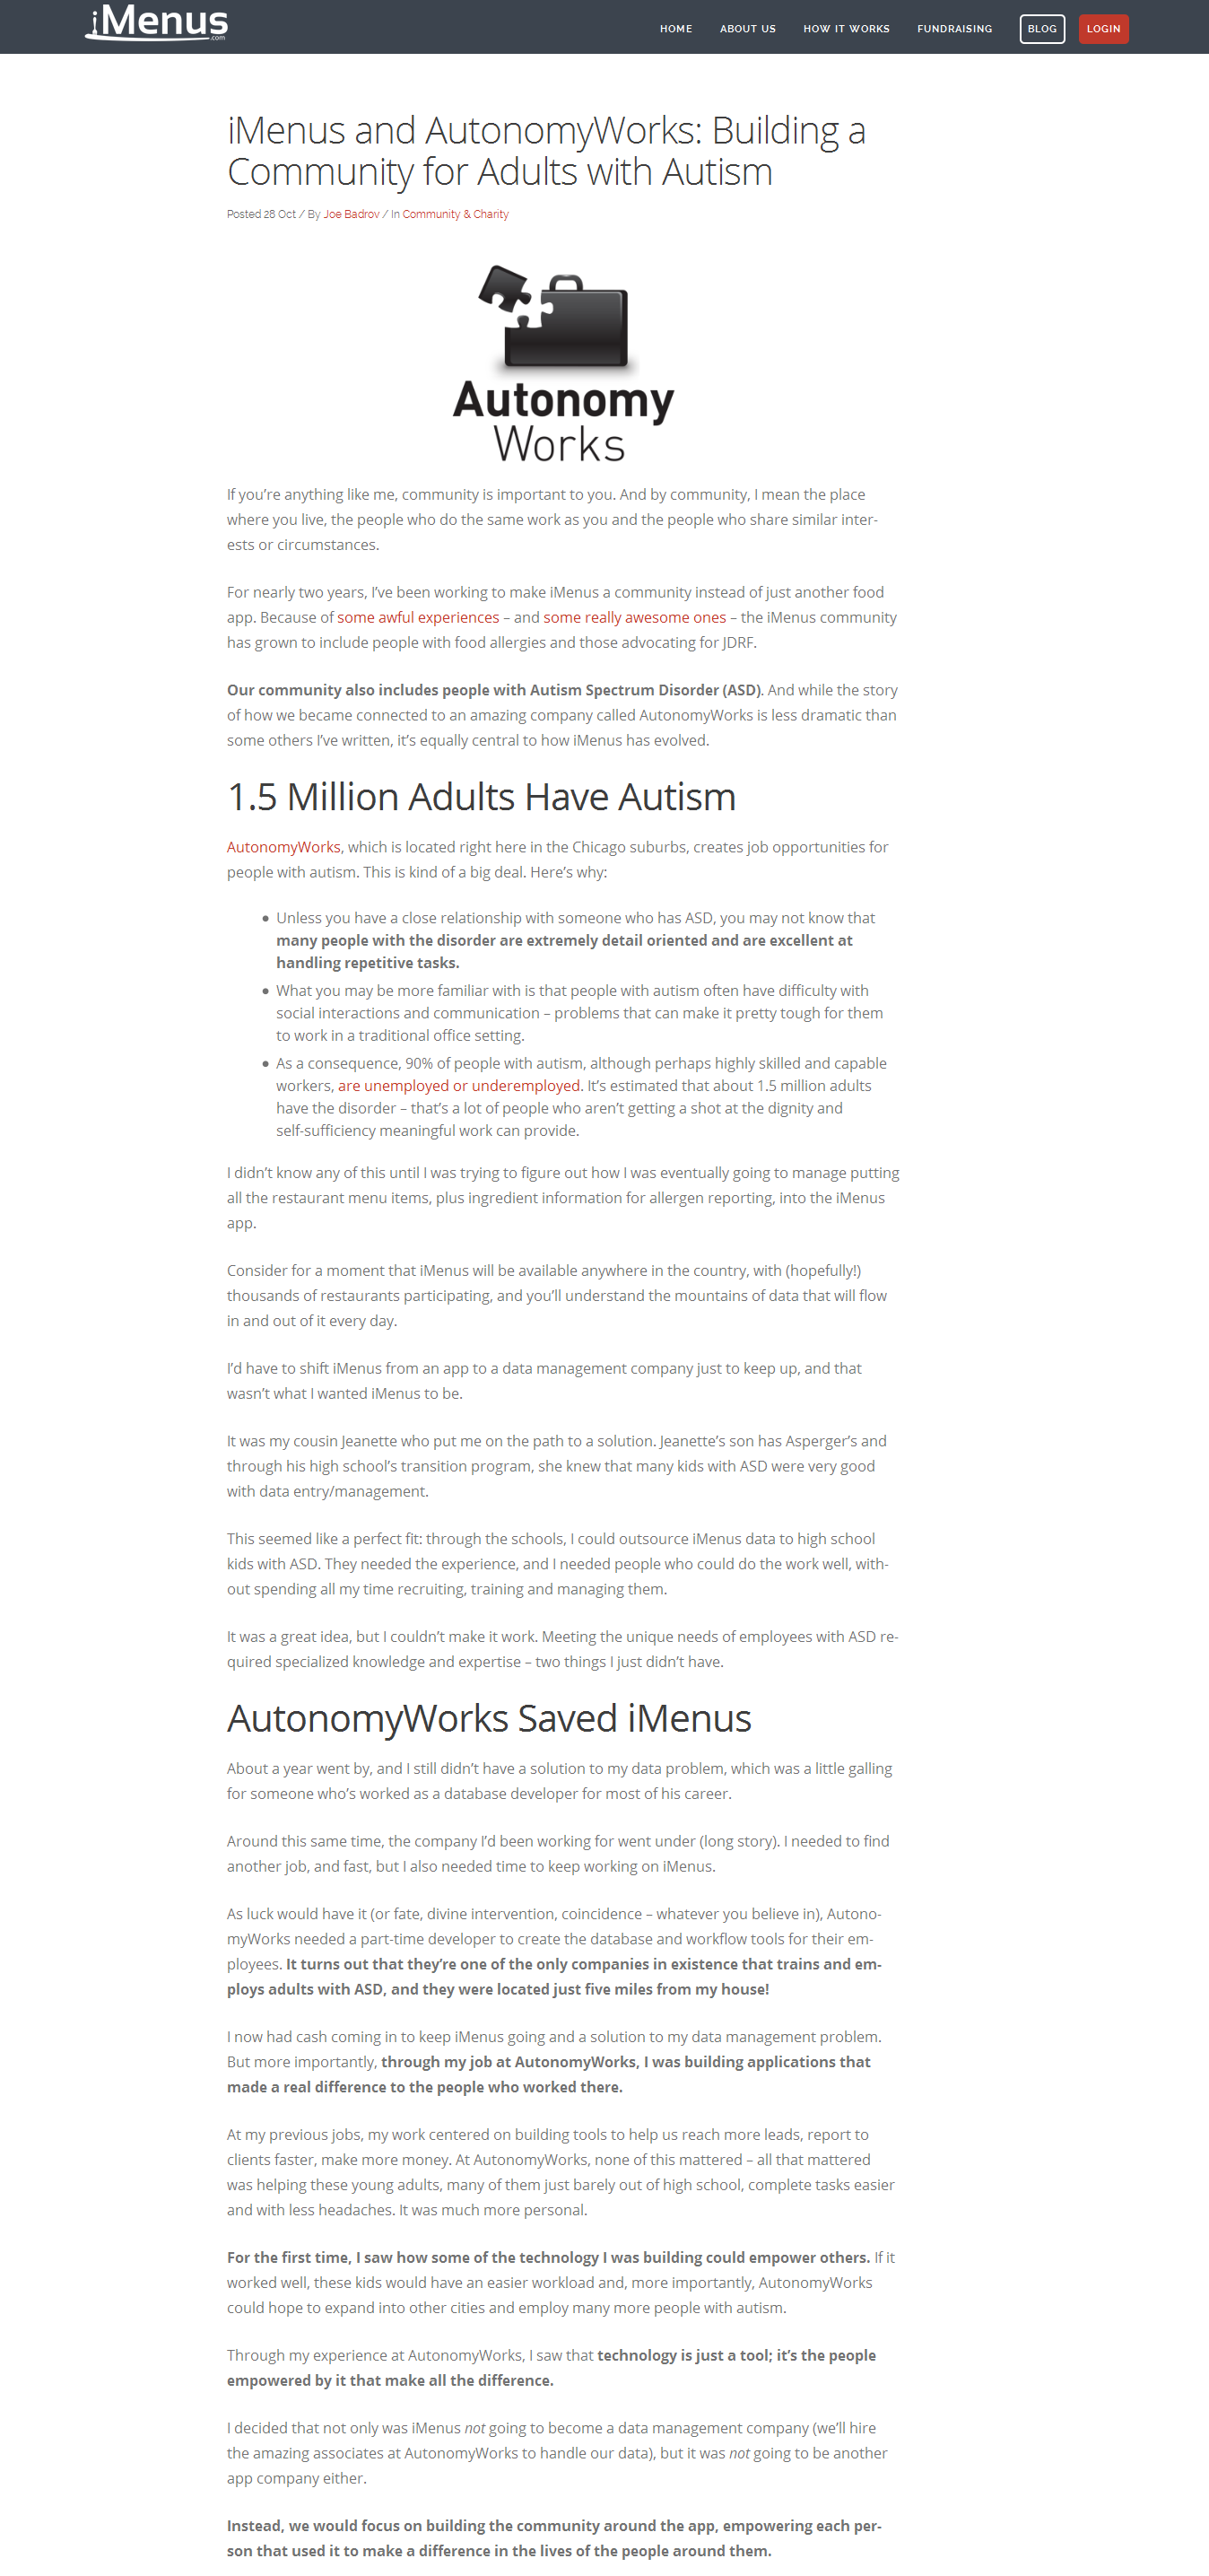 iMenus
.com
HOME ABOUT US HOW IT WORKS FUNDRAISING BLOG LOGIN
iMenus and AutonomyWorks: Building a
Community for Adults with Autism
Posted 28 Oct / By Joe Badrov / In Community & Charity
Autonomy
Works
If you’re anything like me, community is important to you. And by community, I mean the place
where you live, the people who do the same work as you and the people who share similar inter-
ests or circumstances.
For nearly two years, I’ve been working to make iMenus a community instead of just another food
app. Because of some awful experiences – and some really awesome ones – the iMenus community
has grown to include people with food allergies and those advocating for JDRF.
Our community also includes people with Autism Spectrum Disorder (ASD). And while the story
of how we became connected to an amazing company called AutonomyWorks is less dramatic than
some others I’ve written, it’s equally central to how iMenus has evolved.
1.5 Million Adults Have Autism
AutonomyWorks, which is located right here in the Chicago suburbs, creates job opportunities for
people with autism. This is kind of a big deal. Here’s why:
● Unless you have a close relationship with someone who has ASD, you may not know that
many people with the disorder are extremely detail oriented and are excellent at
handling repetitive tasks.
● What you may be more familiar with is that people with autism often have difficulty with
social interactions and communication – problems that can make it pretty tough for them
to work in a traditional office setting.
● As a consequence, 90% of people with autism, although perhaps highly skilled and capable
workers, are unemployed or underemployed. It’s estimated that about 1.5 million adults
have the disorder – that’s a lot of people who aren’t getting a shot at the dignity and
self-sufficiency meaningful work can provide.
I didn’t know any of this until I was trying to figure out how I was eventually going to manage putting
all the restaurant menu items, plus ingredient information for allergen reporting, into the iMenus
app.
Consider for a moment that iMenus will be available anywhere in the country, with (hopefully!)
thousands of restaurants participating, and you’ll understand the mountains of data that will flow
in and out of it every day.
I’d have to shift iMenus from an app to a data management company just to keep up, and that
wasn’t what I wanted iMenus to be.
It was my cousin Jeanette who put me on the path to a solution. Jeanette’s son has Asperger’s and
through his high school’s transition program, she knew that many kids with ASD were very good
with data entry/management.
This seemed like a perfect fit: through the schools, I could outsource iMenus data to high school
kids with ASD. They needed the experience, and I needed people who could do the work well, with-
out spending all my time recruiting, training and managing them.
It was a great idea, but I couldn’t make it work. Meeting the unique needs of employees with ASD re-
quired specialized knowledge and expertise – two things I just didn’t have.
AutonomyWorks Saved iMenus
About a year went by, and I still didn’t have a solution to my data problem, which was a little galling
for someone who’s worked as a database developer for most of his career.
Around this same time, the company I’d been working for went under (long story). I needed to find
another job, and fast, but I also needed time to keep working on iMenus.
As luck would have it (or fate, divine intervention, coincidence – whatever you believe in), Autono-
myWorks needed a part-time developer to create the database and workflow tools for their em-
ployees. It turns out that they’re one of the only companies in existence that trains and em-
ploys adults with ASD, and they were located just five miles from my house!
I now had cash coming in to keep iMenus going and a solution to my data management problem.
But more importantly, through my job at AutonomyWorks, I was building applications that
made a real difference to the people who worked there.
At my previous jobs, my work centered on building tools to help us reach more leads, report to
clients faster, make more money. At AutonomyWorks, none of this mattered – all that mattered
was helping these young adults, many of them just barely out of high school, complete tasks easier
and with less headaches. It was much more personal.
For the first time, I saw how some of the technology I was building could empower others. If it
worked well, these kids would have an easier workload and, more importantly, AutonomyWorks
could hope to expand into other cities and employ many more people with autism.
Through my experience at AutonomyWorks, I saw that technology is just a tool; it’s the people
empowered by it that make all the difference.
I decided that not only was iMenus not going to become a data management company (we’ll hire
the amazing associates at AutonomyWorks to handle our data), but it was not going to be another
app company either.
Instead, we would focus on building the community around the app, empowering each per-
son that used it to make a difference in the lives of the people around them.